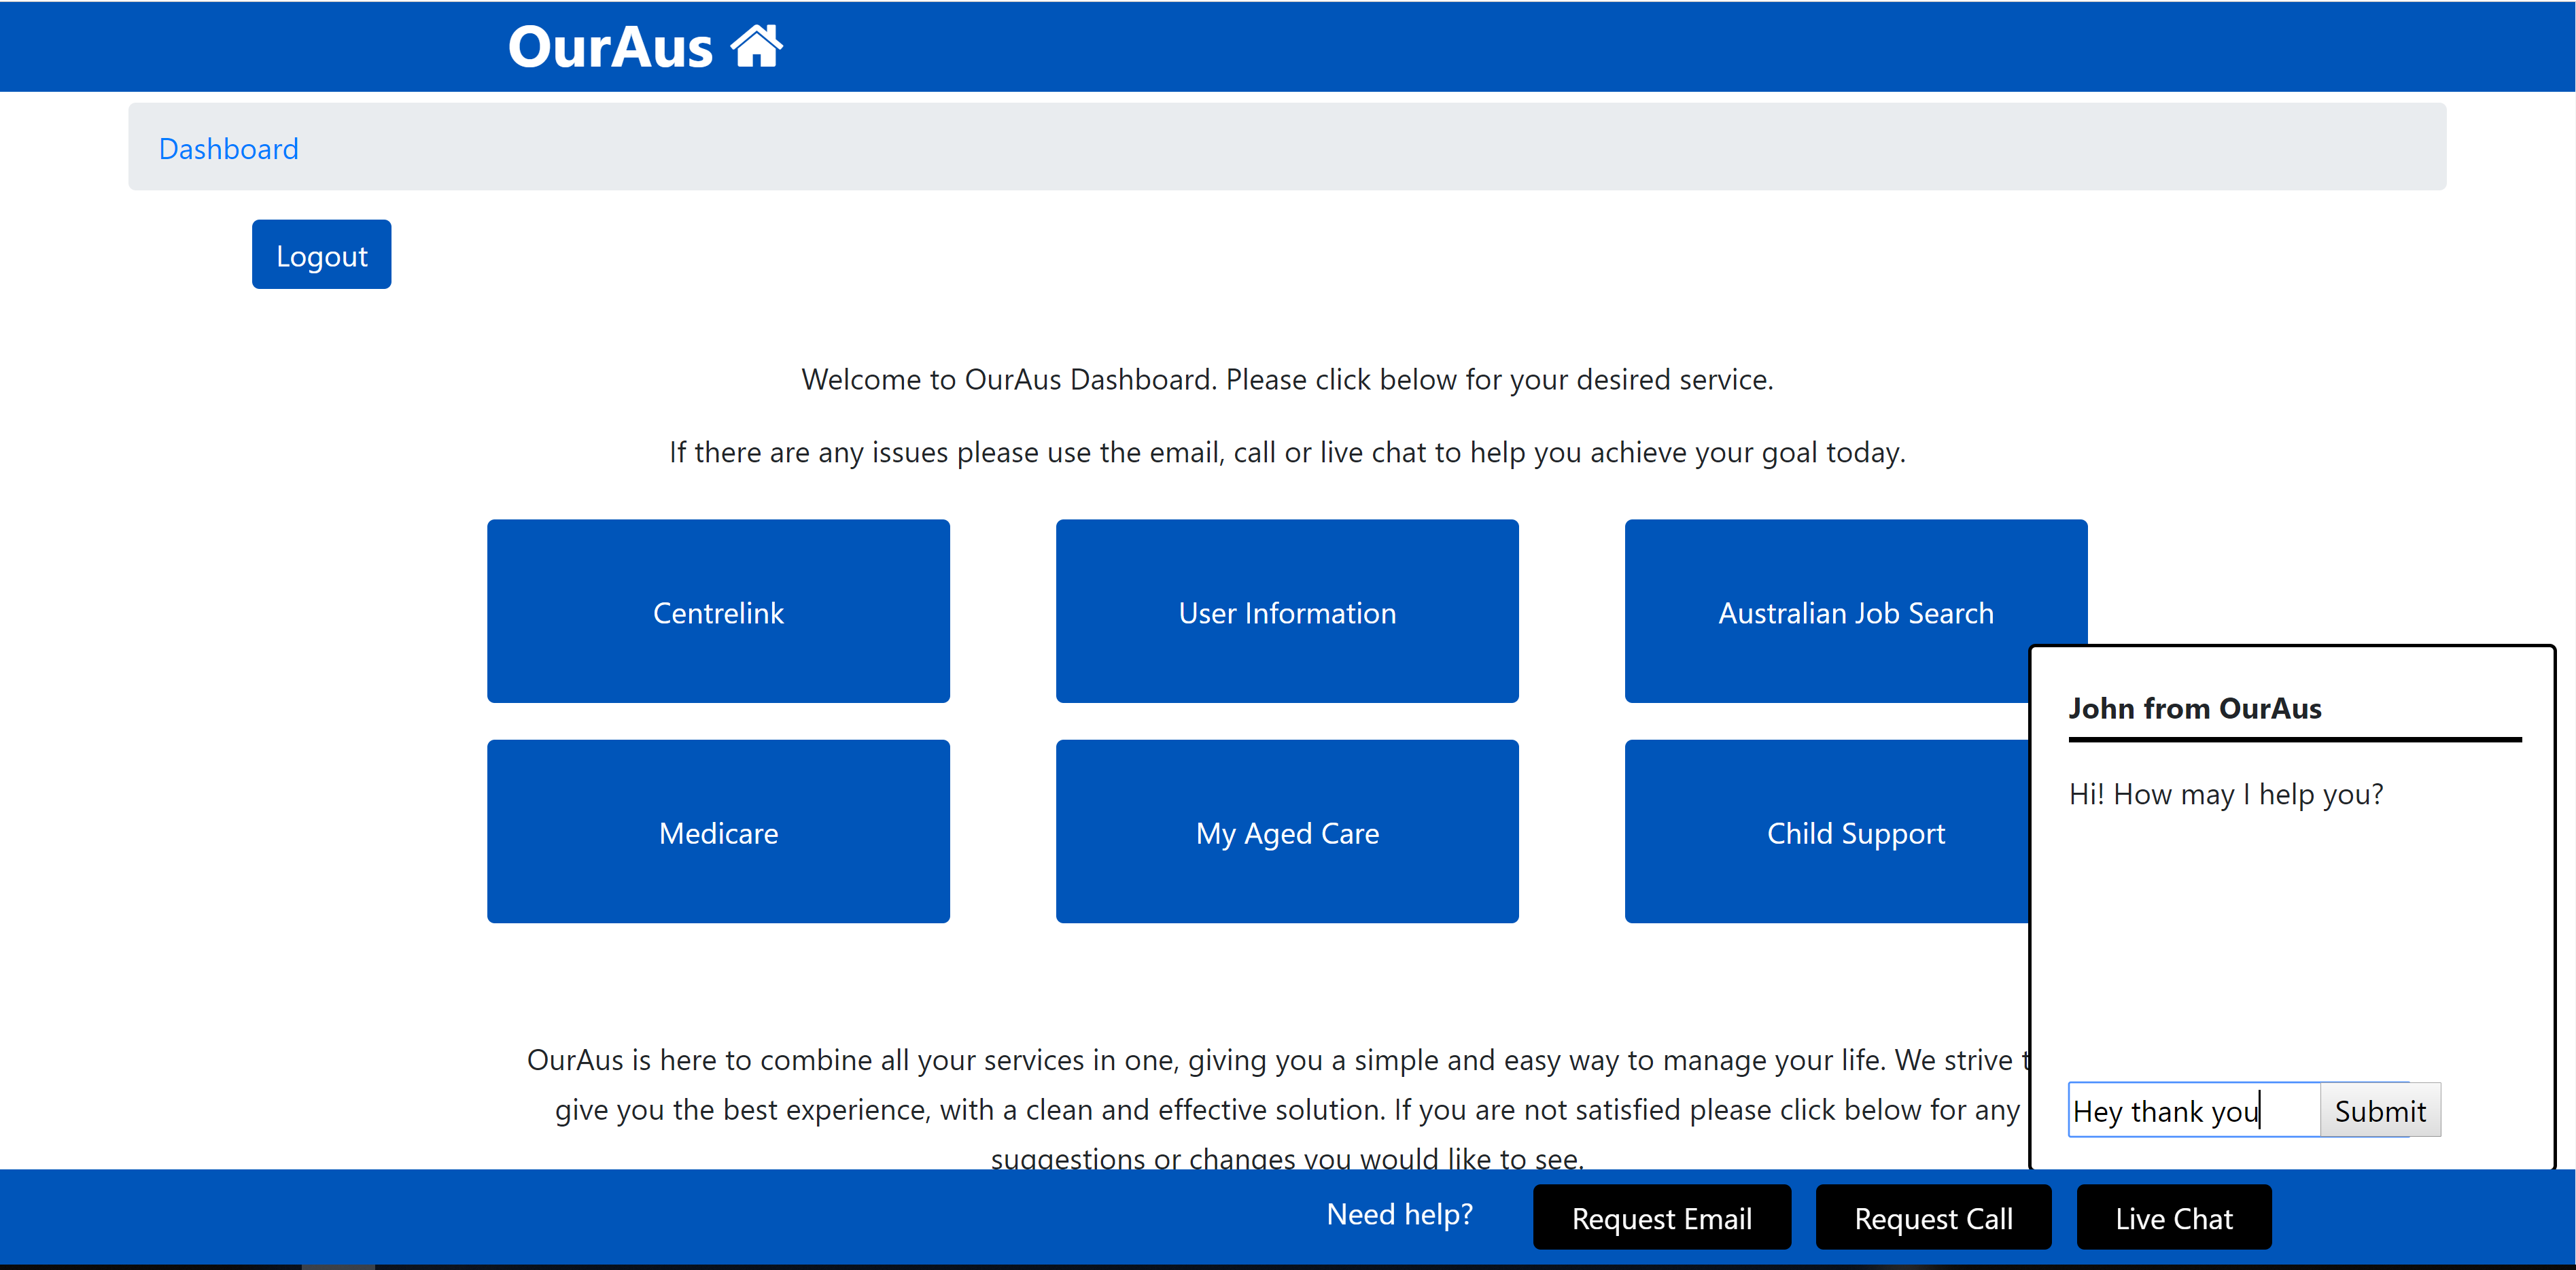 OurAus
Dashboard
Logout
Welcome to OurAus Dashboard. Please click below for your desired service.
If there are any issues please use the email, call or live chat to help you achieve your goal today.
Centrelink
User Information
Australian Job Search
Medicare
My Aged Care
Child Support
John from OurAus
Hi! How may I help you?
Hey thank you
Submit
OurAus is here to combine all your services in one, giving you a simple and easy way to manage your life. We strive t
give you the best experience, with a clean and effective solution. If you are not satisfied please click below for any
suggestions or changes you would like to see.
Need help?
Request Email
Request Call
Live Chat